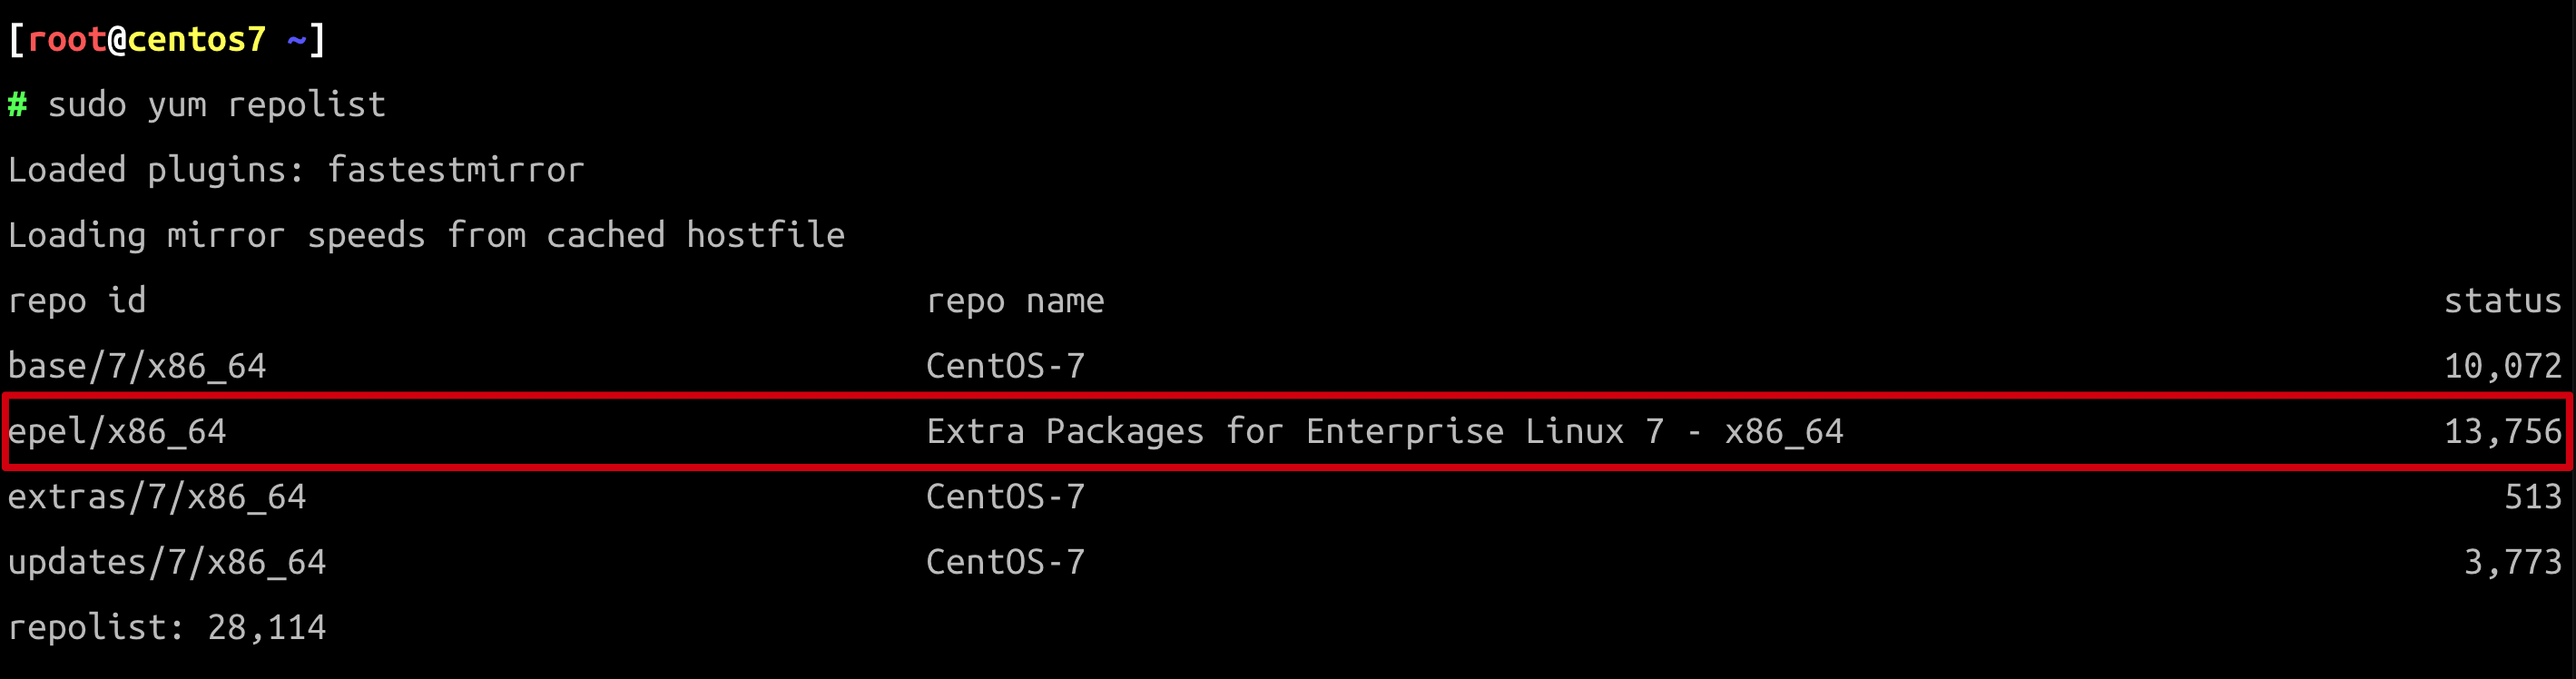 [root@centos7 ~]
# sudo yum repolist
Loaded plugins: fastestmirror
Loading mirror speeds from cached hostfile
repo id repo name status
base/7/x86_64 CentOS-7 10,072
epel/x86_64 Extra Packages for Enterprise Linux 7 - x86_64 13,756
extras/7/x86_64 CentOS-7 513
updates/7/x86_64 CentOS-7 3,773
repolist: 28,114